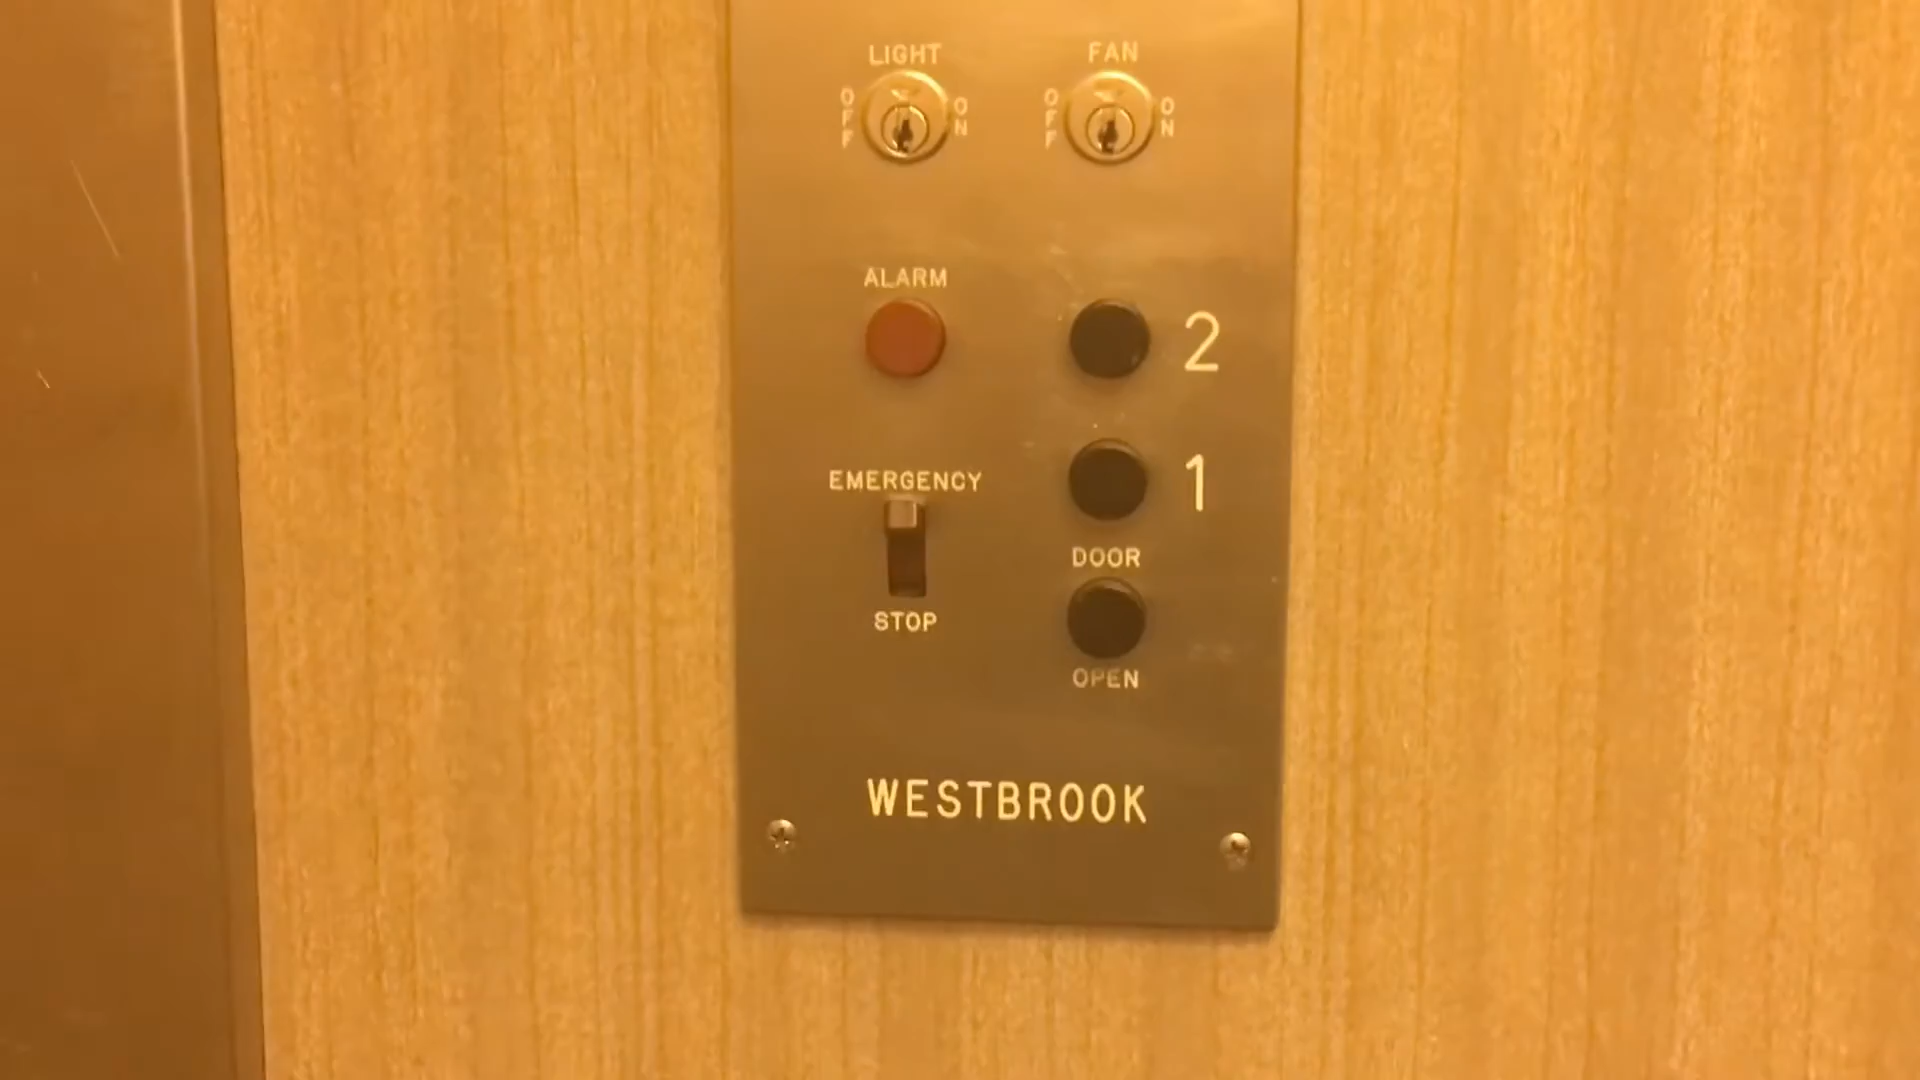 LIGHT FAN
OFF ON OFF ON
ALARM
2
EMERGENCY
1
DOOR
STOP
OPEN
WESTBROOK